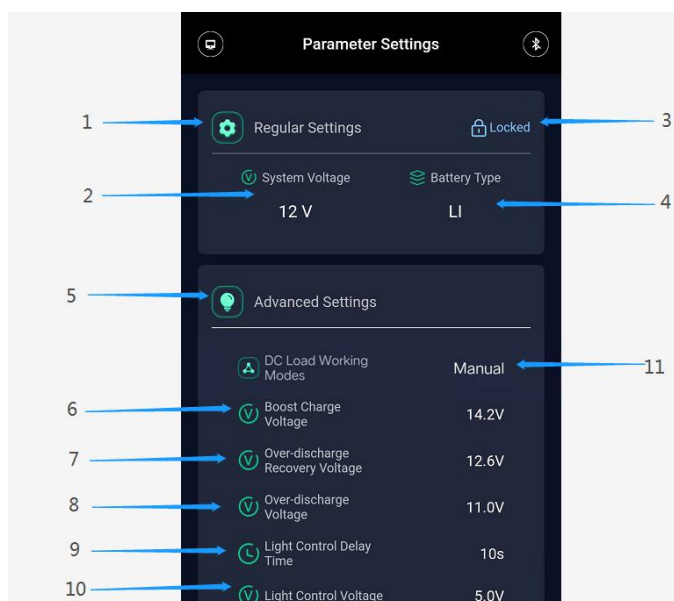 Parameter Settings
1
Regular Settings
Locked
3
2
System Voltage
Battery Type
12 V
LI
4
5
Advanced Settings
DC Load Working
Modes
Manual
11
6
Boost Charge
Voltage
14.2V
7
Over-discharge
Recovery Voltage
12.6V
8
Over-discharge
Voltage
11.0V
9
Light Control Delay
Time
10s
10
Light Control Voltage
5.0V